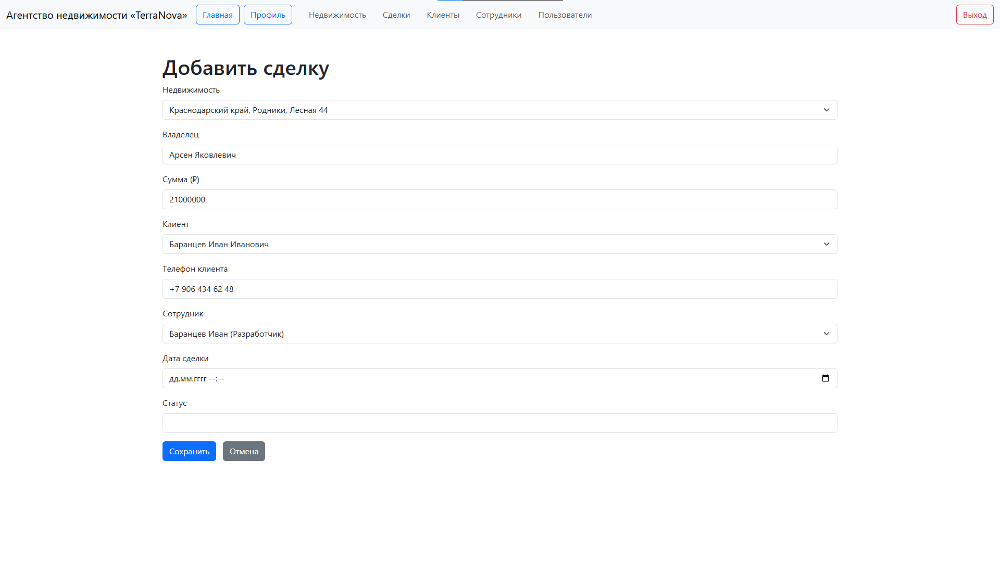 Агентство недвижимости «TerraNova» Главная Профиль Недвижимость Сделки Клиенты Сотрудники Пользователи Выход
Добавить сделку
Недвижимость
Краснодарский край, Родники, Лесная 44
Владелец
Арсен Яковлевич
Сумма (₽)
21000000
Клиент
Баранцев Иван Иванович
Телефон клиента
+7 906 434 62 48
Сотрудник
Баранцев Иван (Разработчик)
Дата сделки
дд.мм.гггг --:--
Статус
Сохранить Отмена